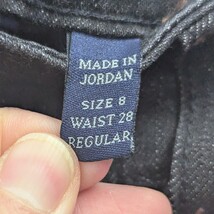 MADE IN
JORDAN
SIZE 8
WAIST 28
REGULAR